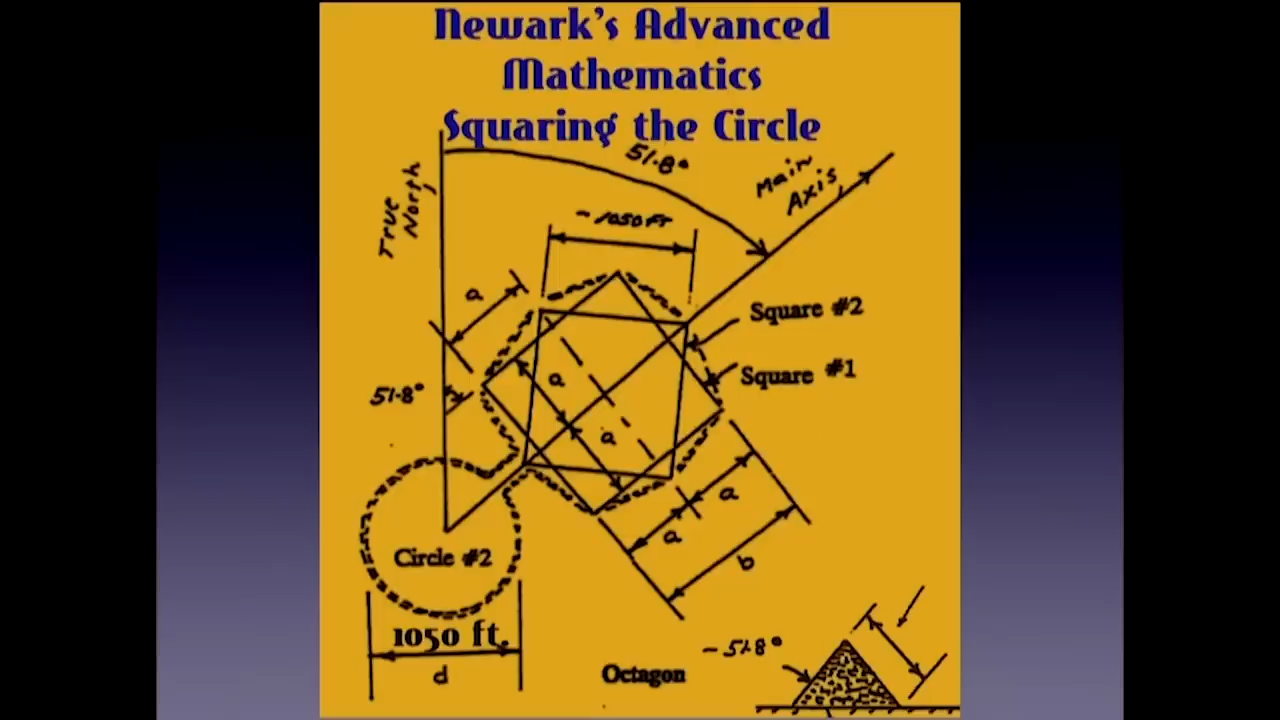 Newark's Advanced
Mathematics
Squaring the Circle
51.8°
Main
Axis
True
North
~1050 FT
a
Square #2
Square #1
51.8°
a
a
a
a
b
Circle #2
1050 ft.
d
Octagon
~51.8°